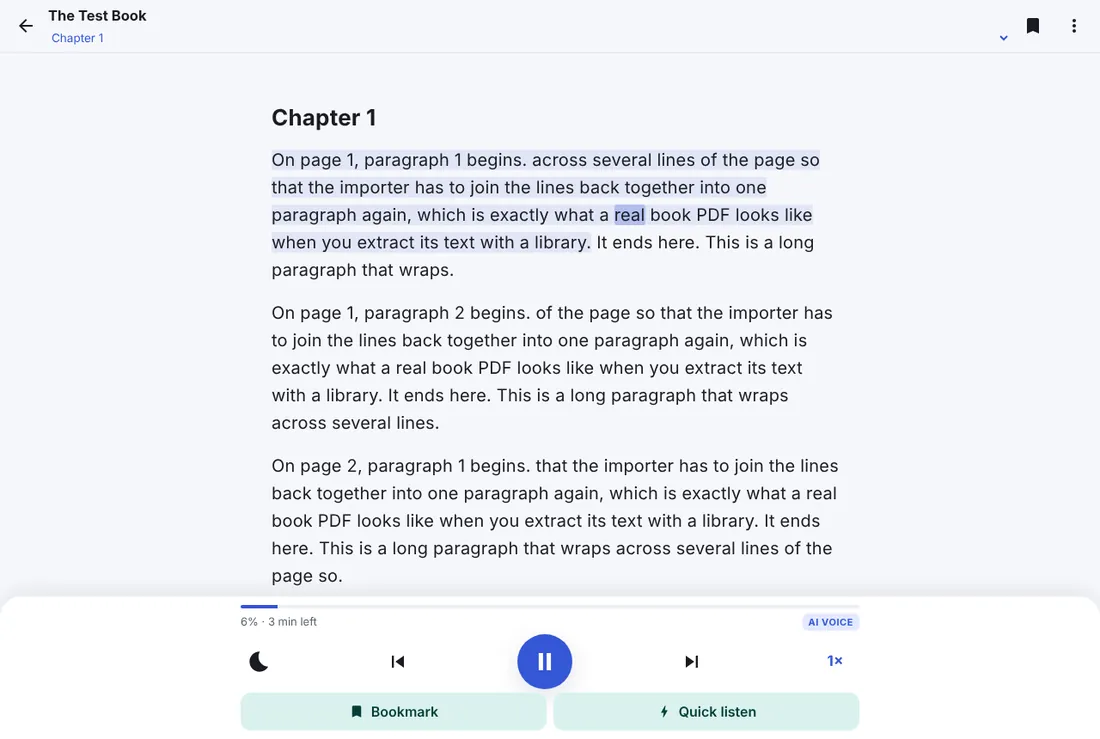 The Test Book
Chapter 1
Chapter 1
On page 1, paragraph 1 begins. across several lines of the page so
that the importer has to join the lines back together into one
paragraph again, which is exactly what a real book PDF looks like
when you extract its text with a library. It ends here. This is a long
paragraph that wraps.
On page 1, paragraph 2 begins. of the page so that the importer has
to join the lines back together into one paragraph again, which is
exactly what a real book PDF looks like when you extract its text
with a library. It ends here. This is a long paragraph that wraps
across several lines.
On page 2, paragraph 1 begins. that the importer has to join the lines
back together into one paragraph again, which is exactly what a real
book PDF looks like when you extract its text with a library. It ends
here. This is a long paragraph that wraps across several lines of the
page so.
6% · 3 min left
AI VOICE
1×
Bookmark
Quick listen